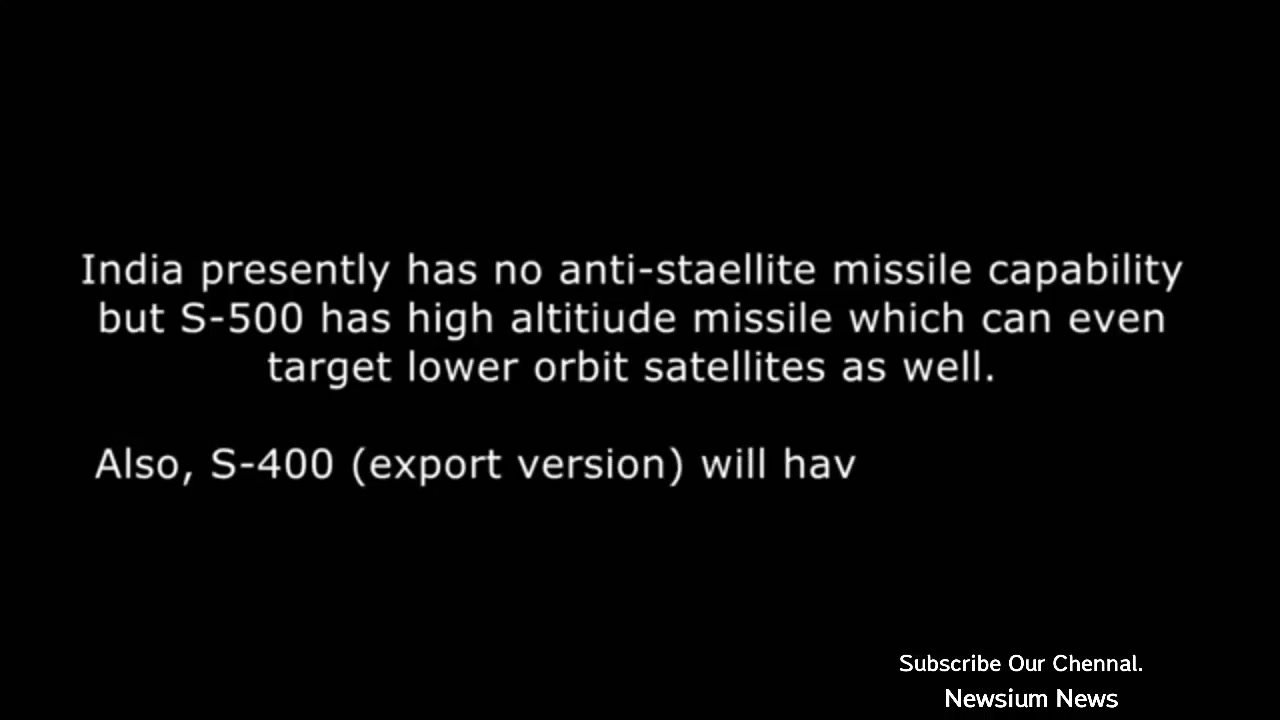 India presently has no anti-staellite missile capability
but S-500 has high altitiude missile which can even
target lower orbit satellites as well.
Also, S-400 (export version) will hav
Subscribe Our Chennal.
Newsium News